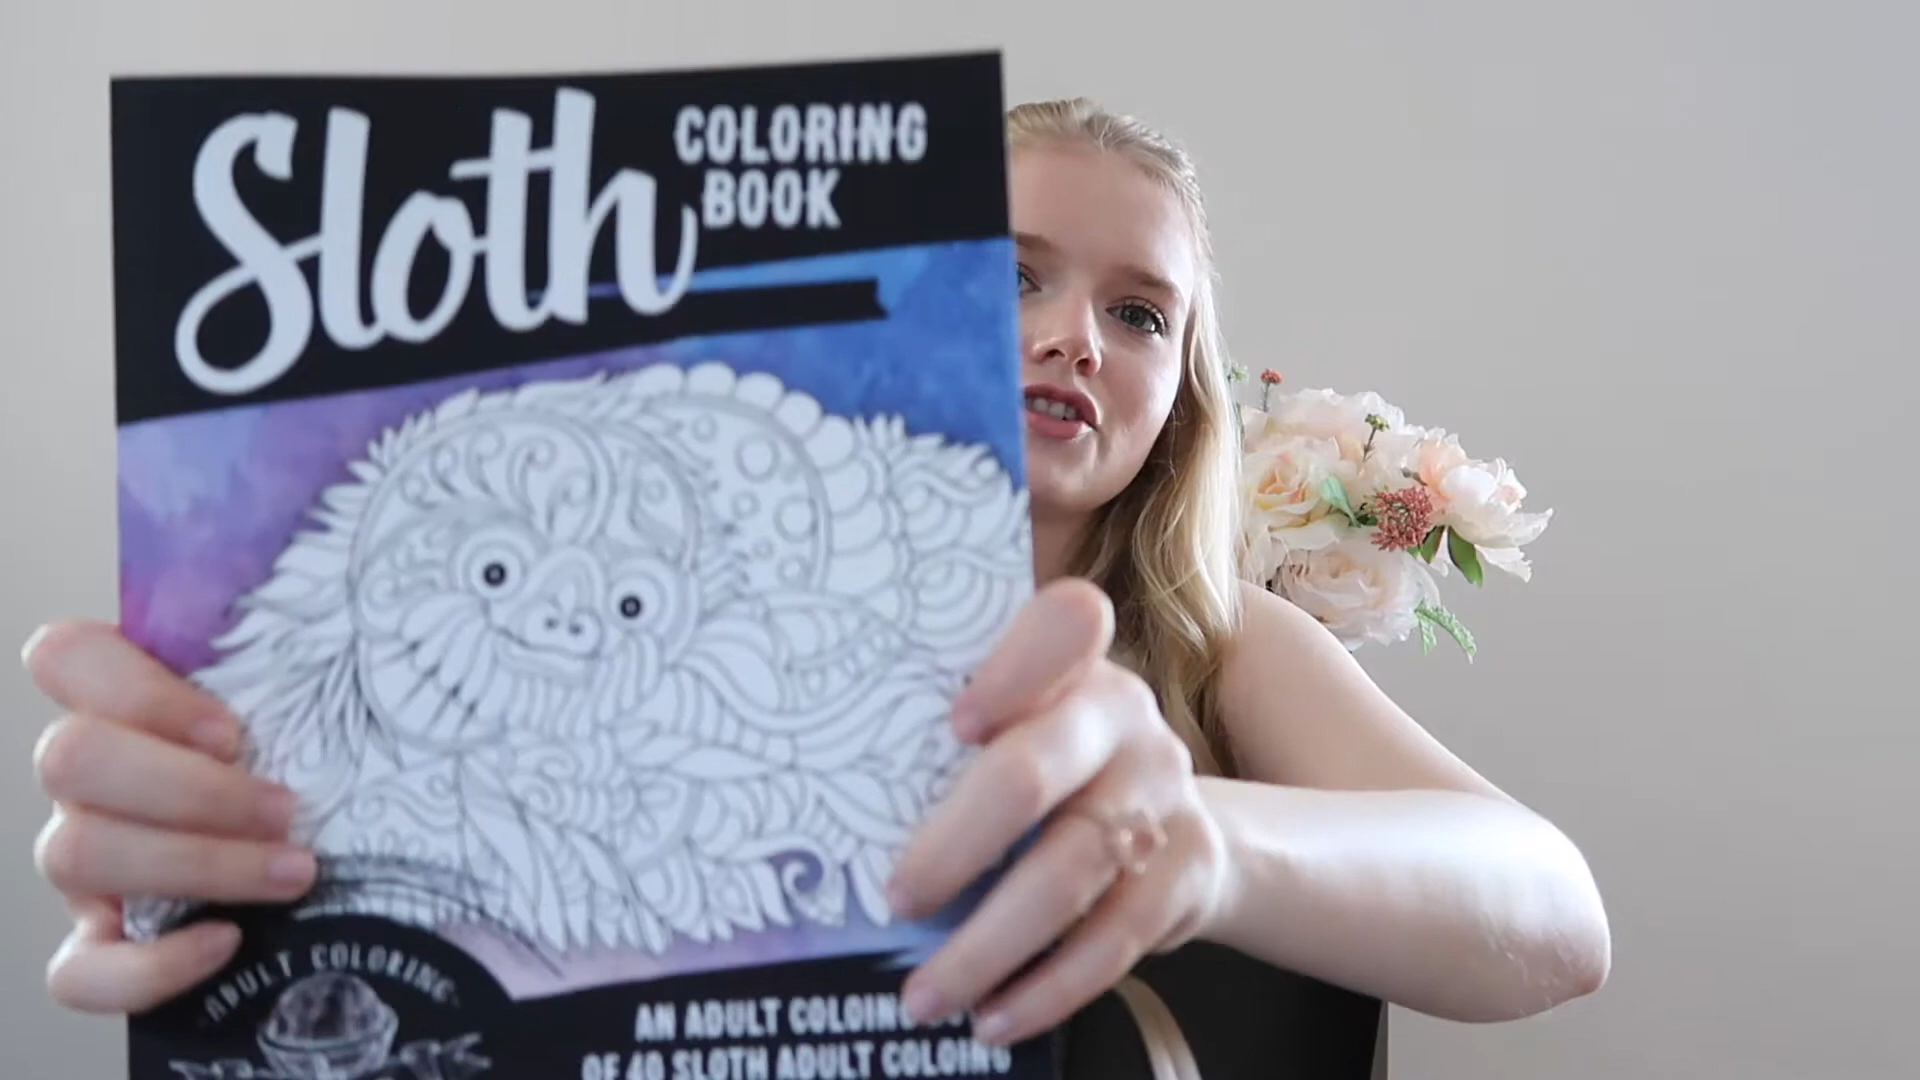 Sloth COLORING
BOOK
ADULT COLORING
AN ADULT COLOING
OF 40 SLOTH ADULT COLOING